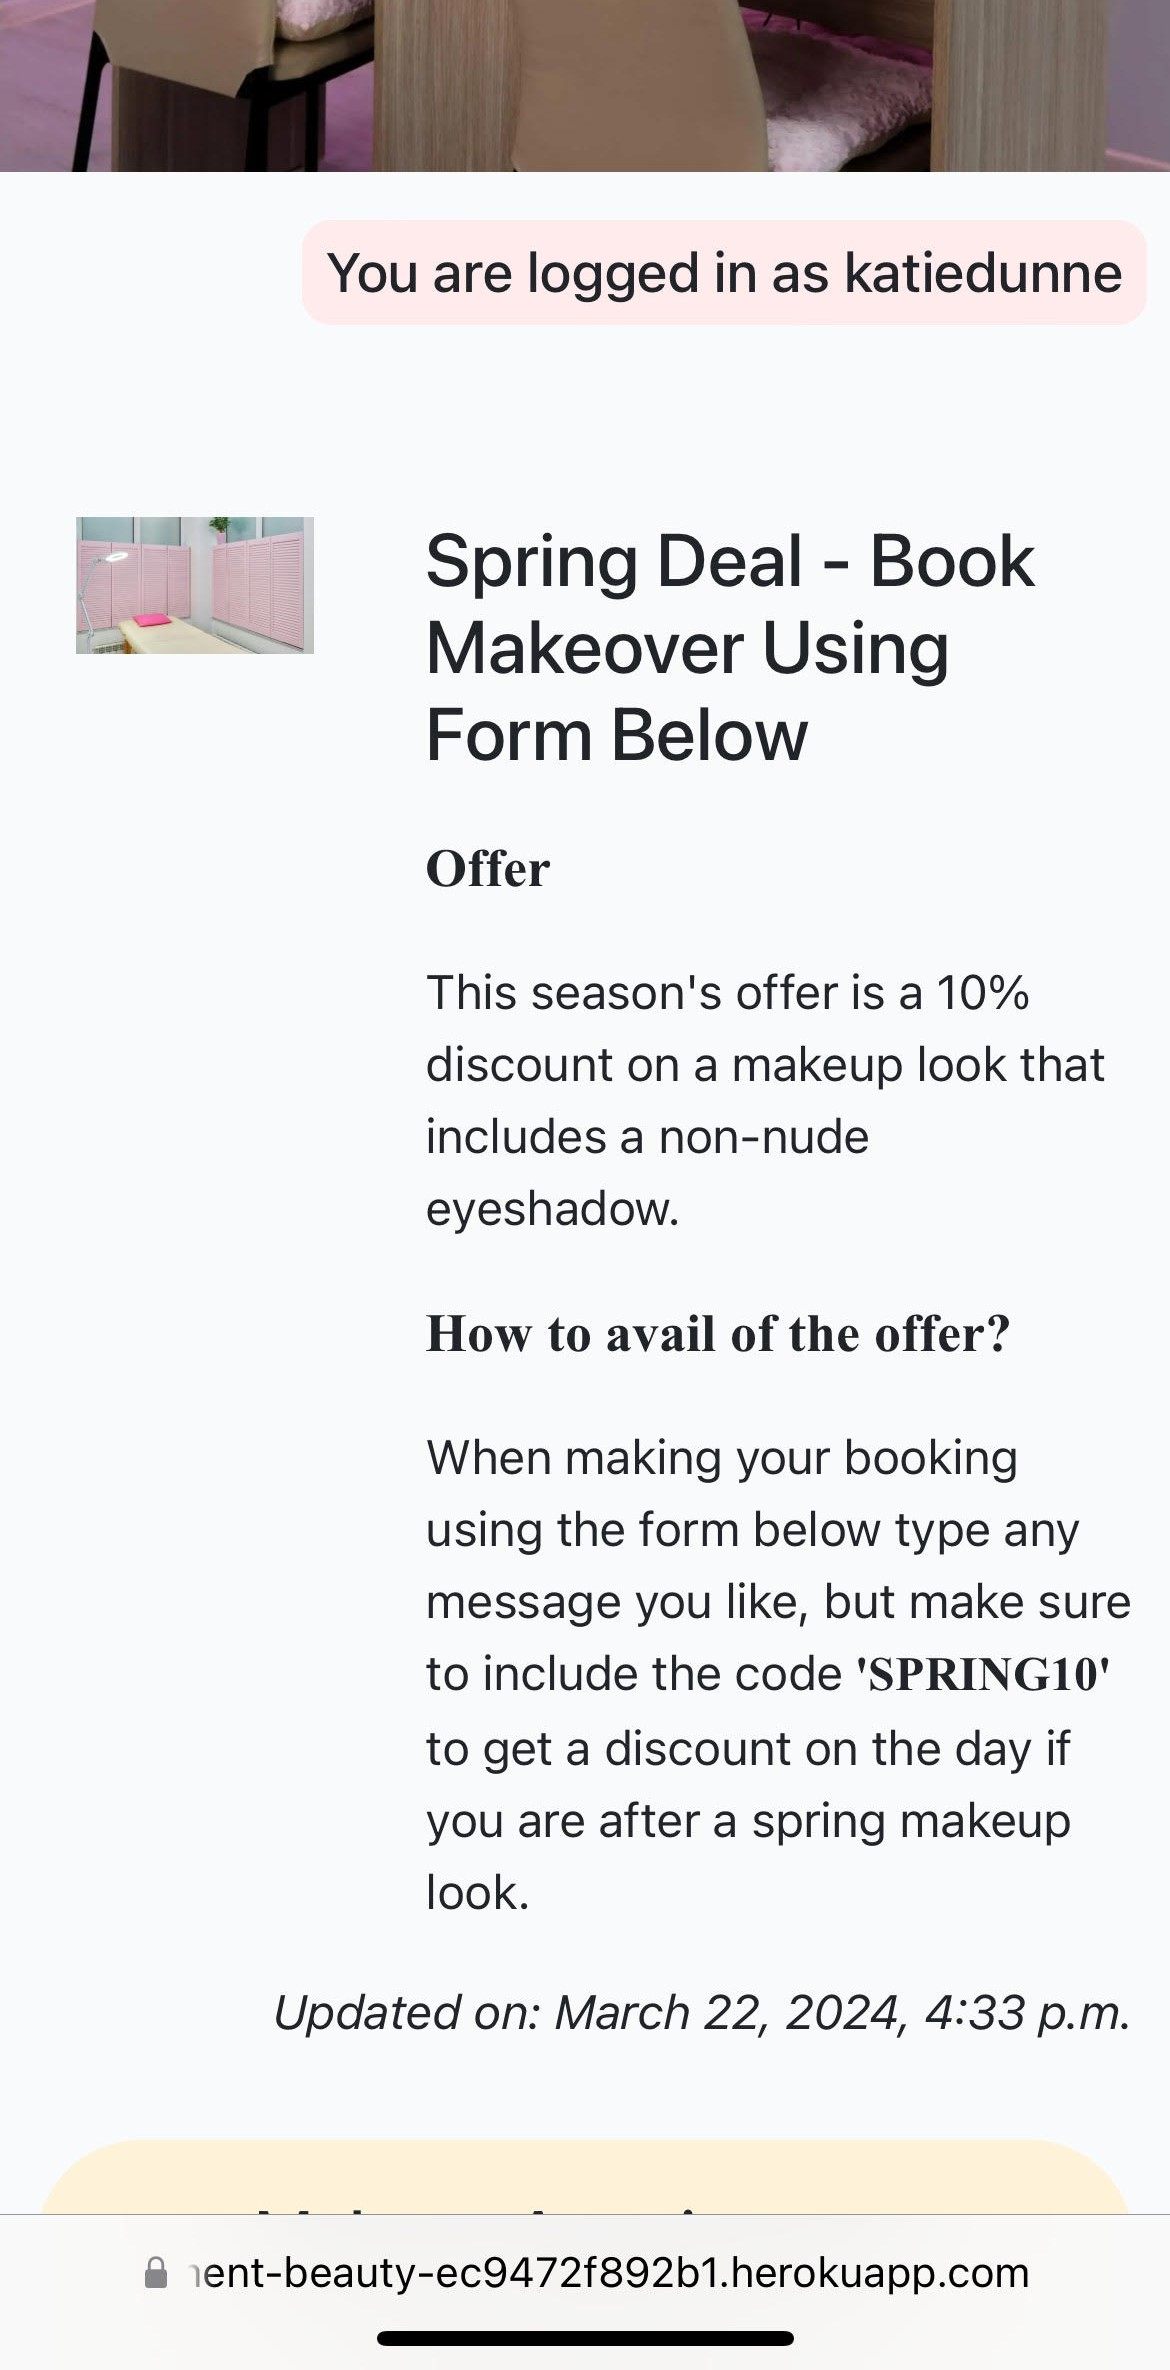 You are logged in as katiedunne
Spring Deal - Book
Makeover Using
Form Below
Offer
This season's offer is a 10%
discount on a makeup look that
includes a non-nude
eyeshadow.
How to avail of the offer?
When making your booking
using the form below type any
message you like, but make sure
to include the code 'SPRING10'
to get a discount on the day if
you are after a spring makeup
look.
Updated on: March 22, 2024, 4:33 p.m.
ent-beauty-ec9472f892b1.herokuapp.com